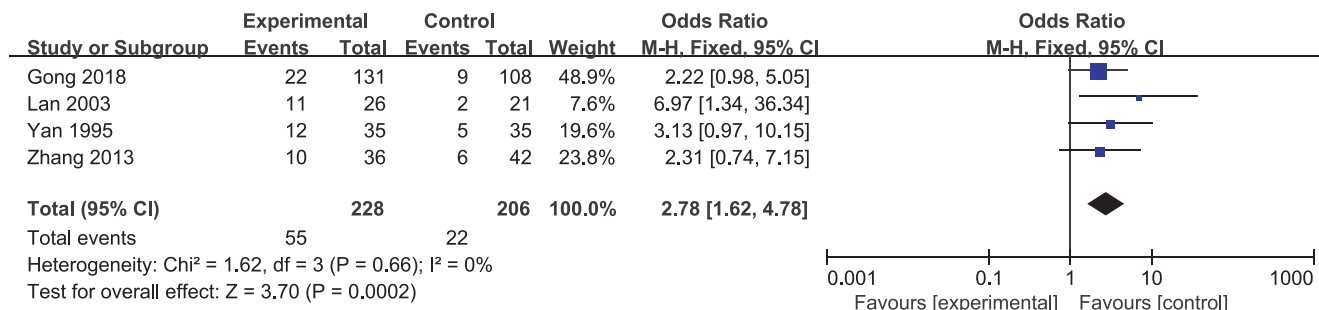 Experimental Control Odds Ratio Odds Ratio
Study or Subgroup Events Total Events Total Weight M-H, Fixed, 95% CI M-H, Fixed, 95% CI
Gong 2018 22 131 9 108 48.9% 2.22 [0.98, 5.05]
Lan 2003 11 26 2 21 7.6% 6.97 [1.34, 36.34]
Yan 1995 12 35 5 35 19.6% 3.13 [0.97, 10.15]
Zhang 2013 10 36 6 42 23.8% 2.31 [0.74, 7.15]
Total (95% CI) 228 206 100.0% 2.78 [1.62, 4.78]
Total events 55 22
Heterogeneity: Chi² = 1.62, df = 3 (P = 0.66); I² = 0%
Test for overall effect: Z = 3.70 (P = 0.0002)
0.001 0.1 1 10 1000
Favours [experimental] Favours [control]